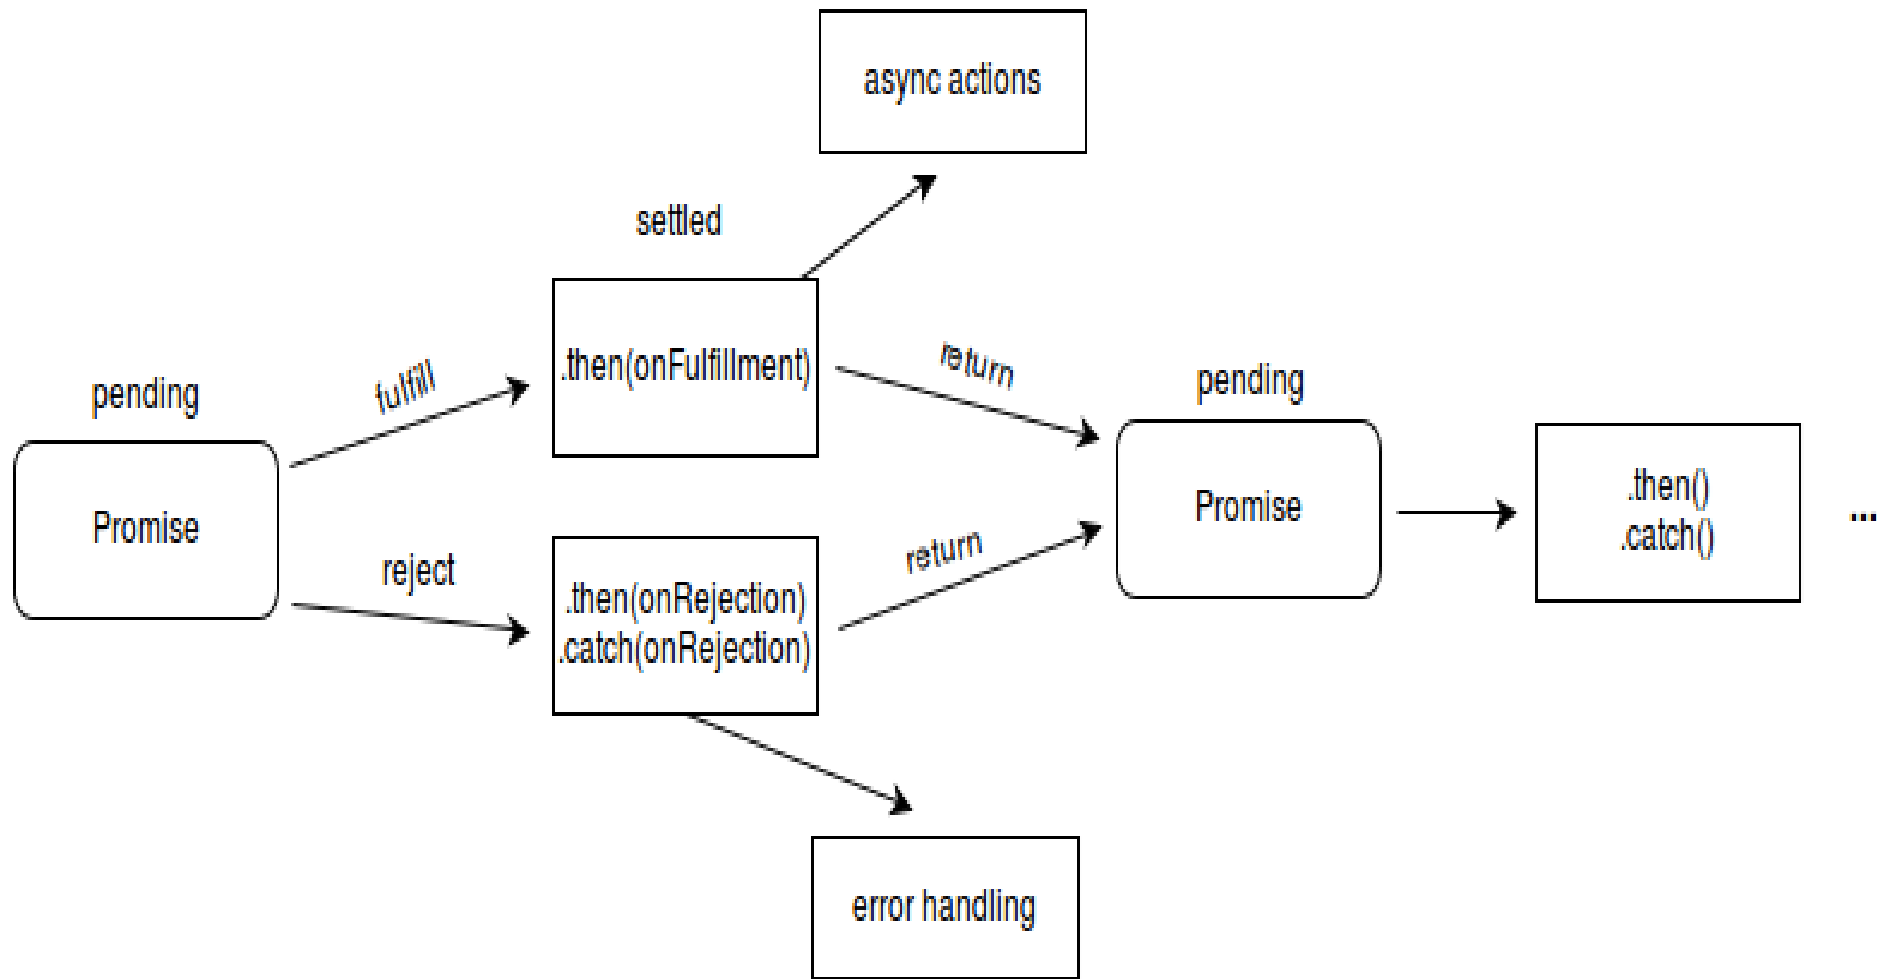 async actions
settled
.then(onFulfillment)
return
pending
fulfill
pending
Promise
reject
.then(onRejection)
.catch(onRejection)
return
Promise
.then()
.catch()
...
error handling